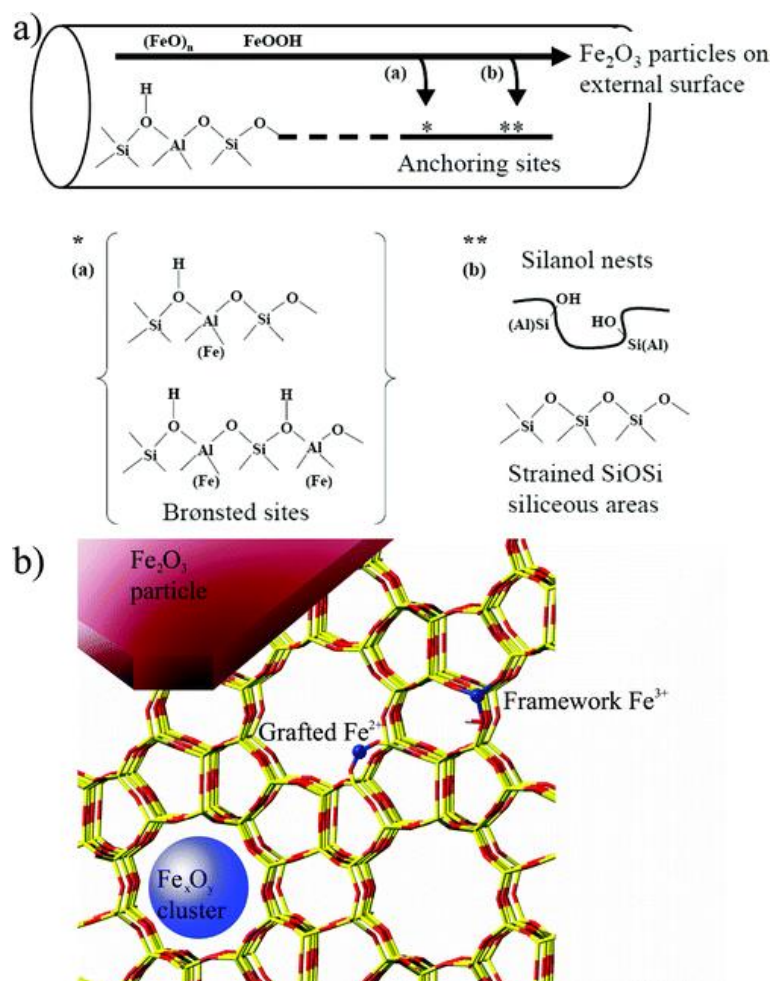 a)
(FeO)ₙ FeOOH
Fe₂O₃ particles on
external surface
(a) (b)
H
O O O
Si Al Si
* **
Anchoring sites
*
(a)
H
O O O
Si Al Si
(Fe)
H H
O O O O
Si Al Si Al
(Fe) (Fe)
Brønsted sites
**
(b)
Silanol nests
OH
(Al)Si
HO
Si(Al)
O O O
Si Si Si
Strained SiOSi
siliceous areas
b)
Fe₂O₃
particle
Framework Fe³⁺
Grafted Fe²⁺
FeₓOᵧ
cluster